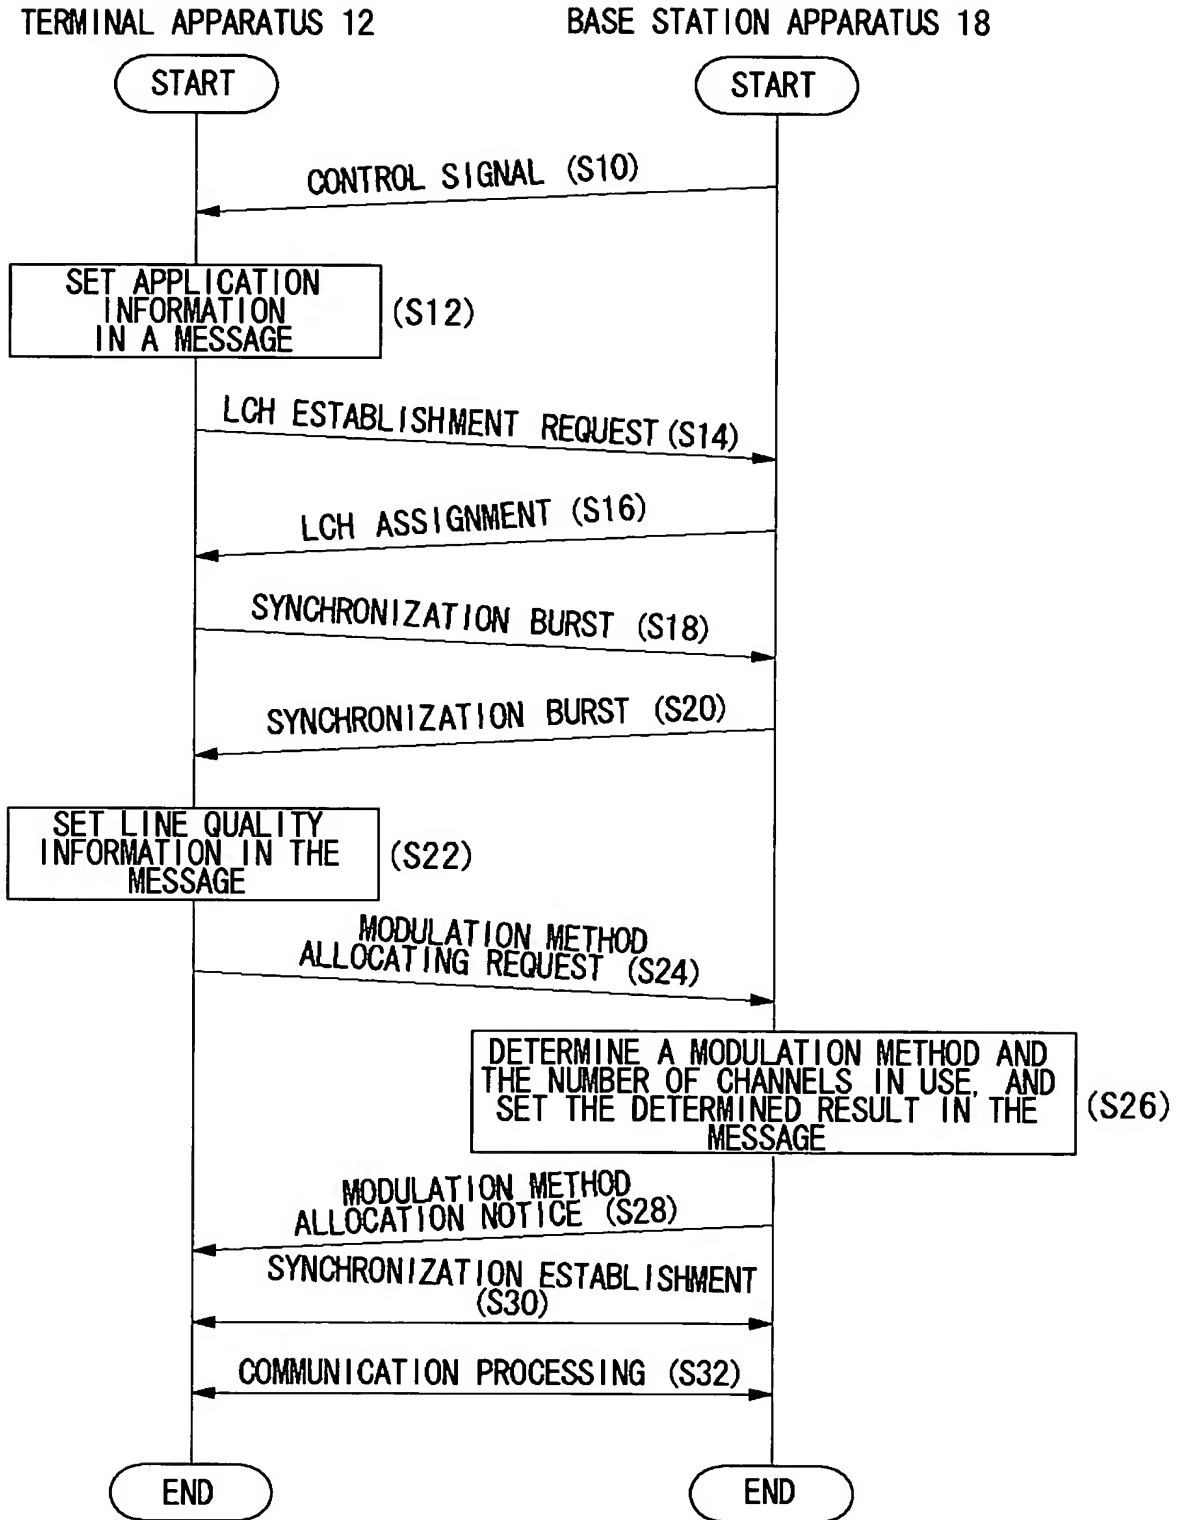 TERMINAL APPARATUS 12
BASE STATION APPARATUS 18
START
START
CONTROL SIGNAL (S10)
SET APPLICATION
INFORMATION
IN A MESSAGE
(S12)
LCH ESTABLISHMENT REQUEST (S14)
LCH ASSIGNMENT (S16)
SYNCHRONIZATION BURST (S18)
SYNCHRONIZATION BURST (S20)
SET LINE QUALITY
INFORMATION IN THE
MESSAGE
(S22)
MODULATION METHOD
ALLOCATING REQUEST (S24)
DETERMINE A MODULATION METHOD AND
THE NUMBER OF CHANNELS IN USE, AND
SET THE DETERMINED RESULT IN THE
MESSAGE
(S26)
MODULATION METHOD
ALLOCATION NOTICE (S28)
SYNCHRONIZATION ESTABLISHMENT
(S30)
COMMUNICATION PROCESSING (S32)
END
END